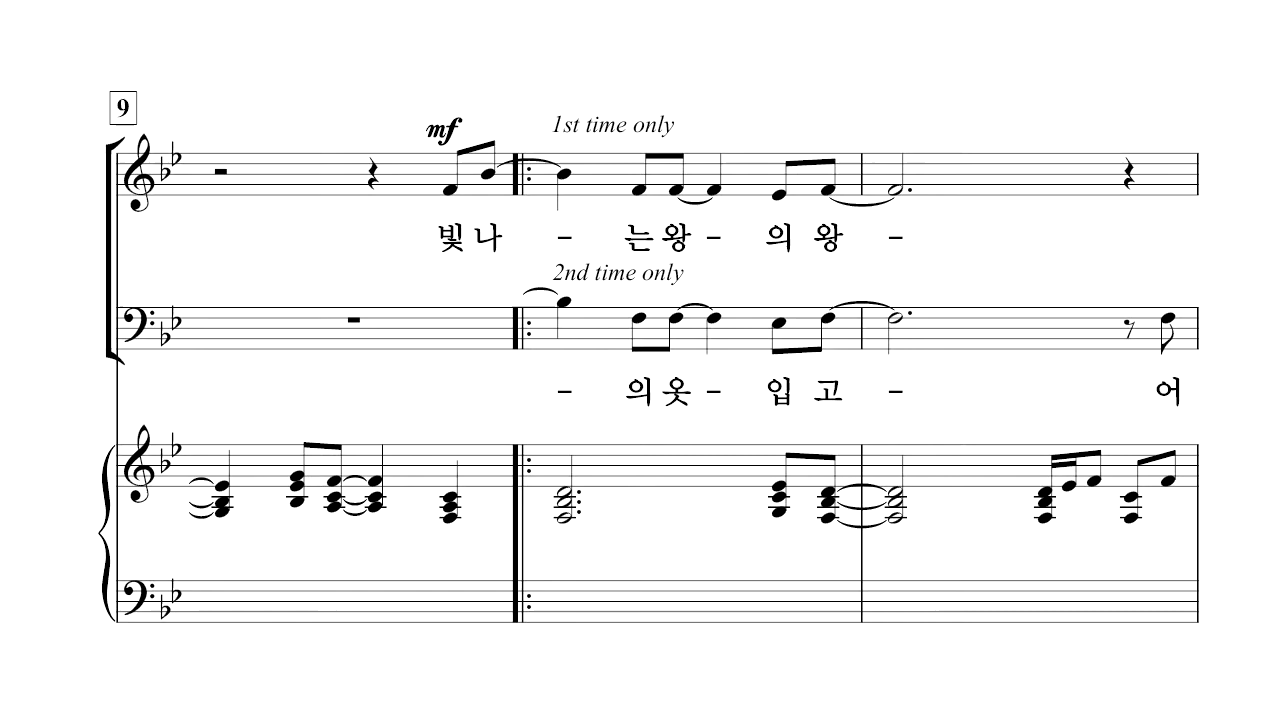 9
mf
1st time only
빛 나 – 는 왕 – 의 왕 –
2nd time only
– 의 옷 – 입 고 – 어